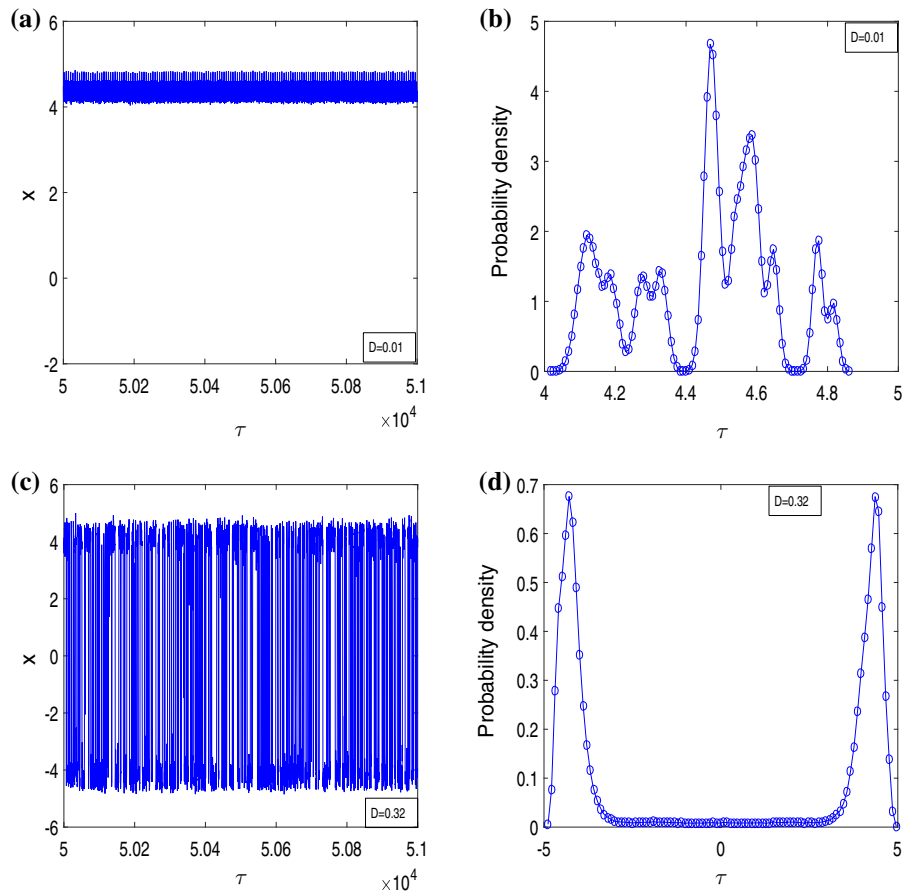 (a)
6
4
2
0
-2
x
D=0.01
5 5.02 5.04 5.06 5.08 5.1
×10⁴
τ
(b)
5
4
3
2
1
0
Probability density
D=0.01
4 4.2 4.4 4.6 4.8 5
τ
(c)
6
4
2
0
-2
-4
-6
x
D=0.32
5 5.02 5.04 5.06 5.08 5.1
×10⁴
τ
(d)
0.7
0.6
0.5
0.4
0.3
0.2
0.1
0
Probability density
D=0.32
-5 0 5
τ